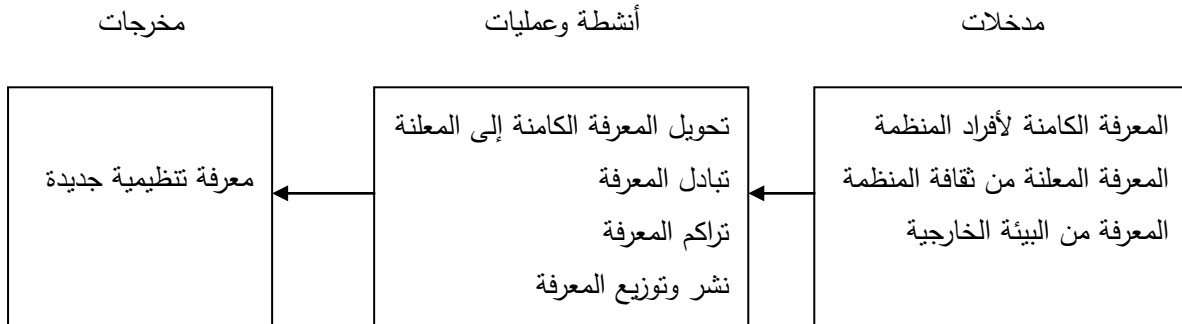 مدخلات
أنشطة وعمليات
مخرجات
المعرفة الكامنة لأفراد المنظمة
المعرفة المعلنة من ثقافة المنظمة
المعرفة من البيئة الخارجية
تحويل المعرفة الكامنة إلى المعلنة
تبادل المعرفة
تراكم المعرفة
نشر وتوزيع المعرفة
معرفة تنظيمية جديدة